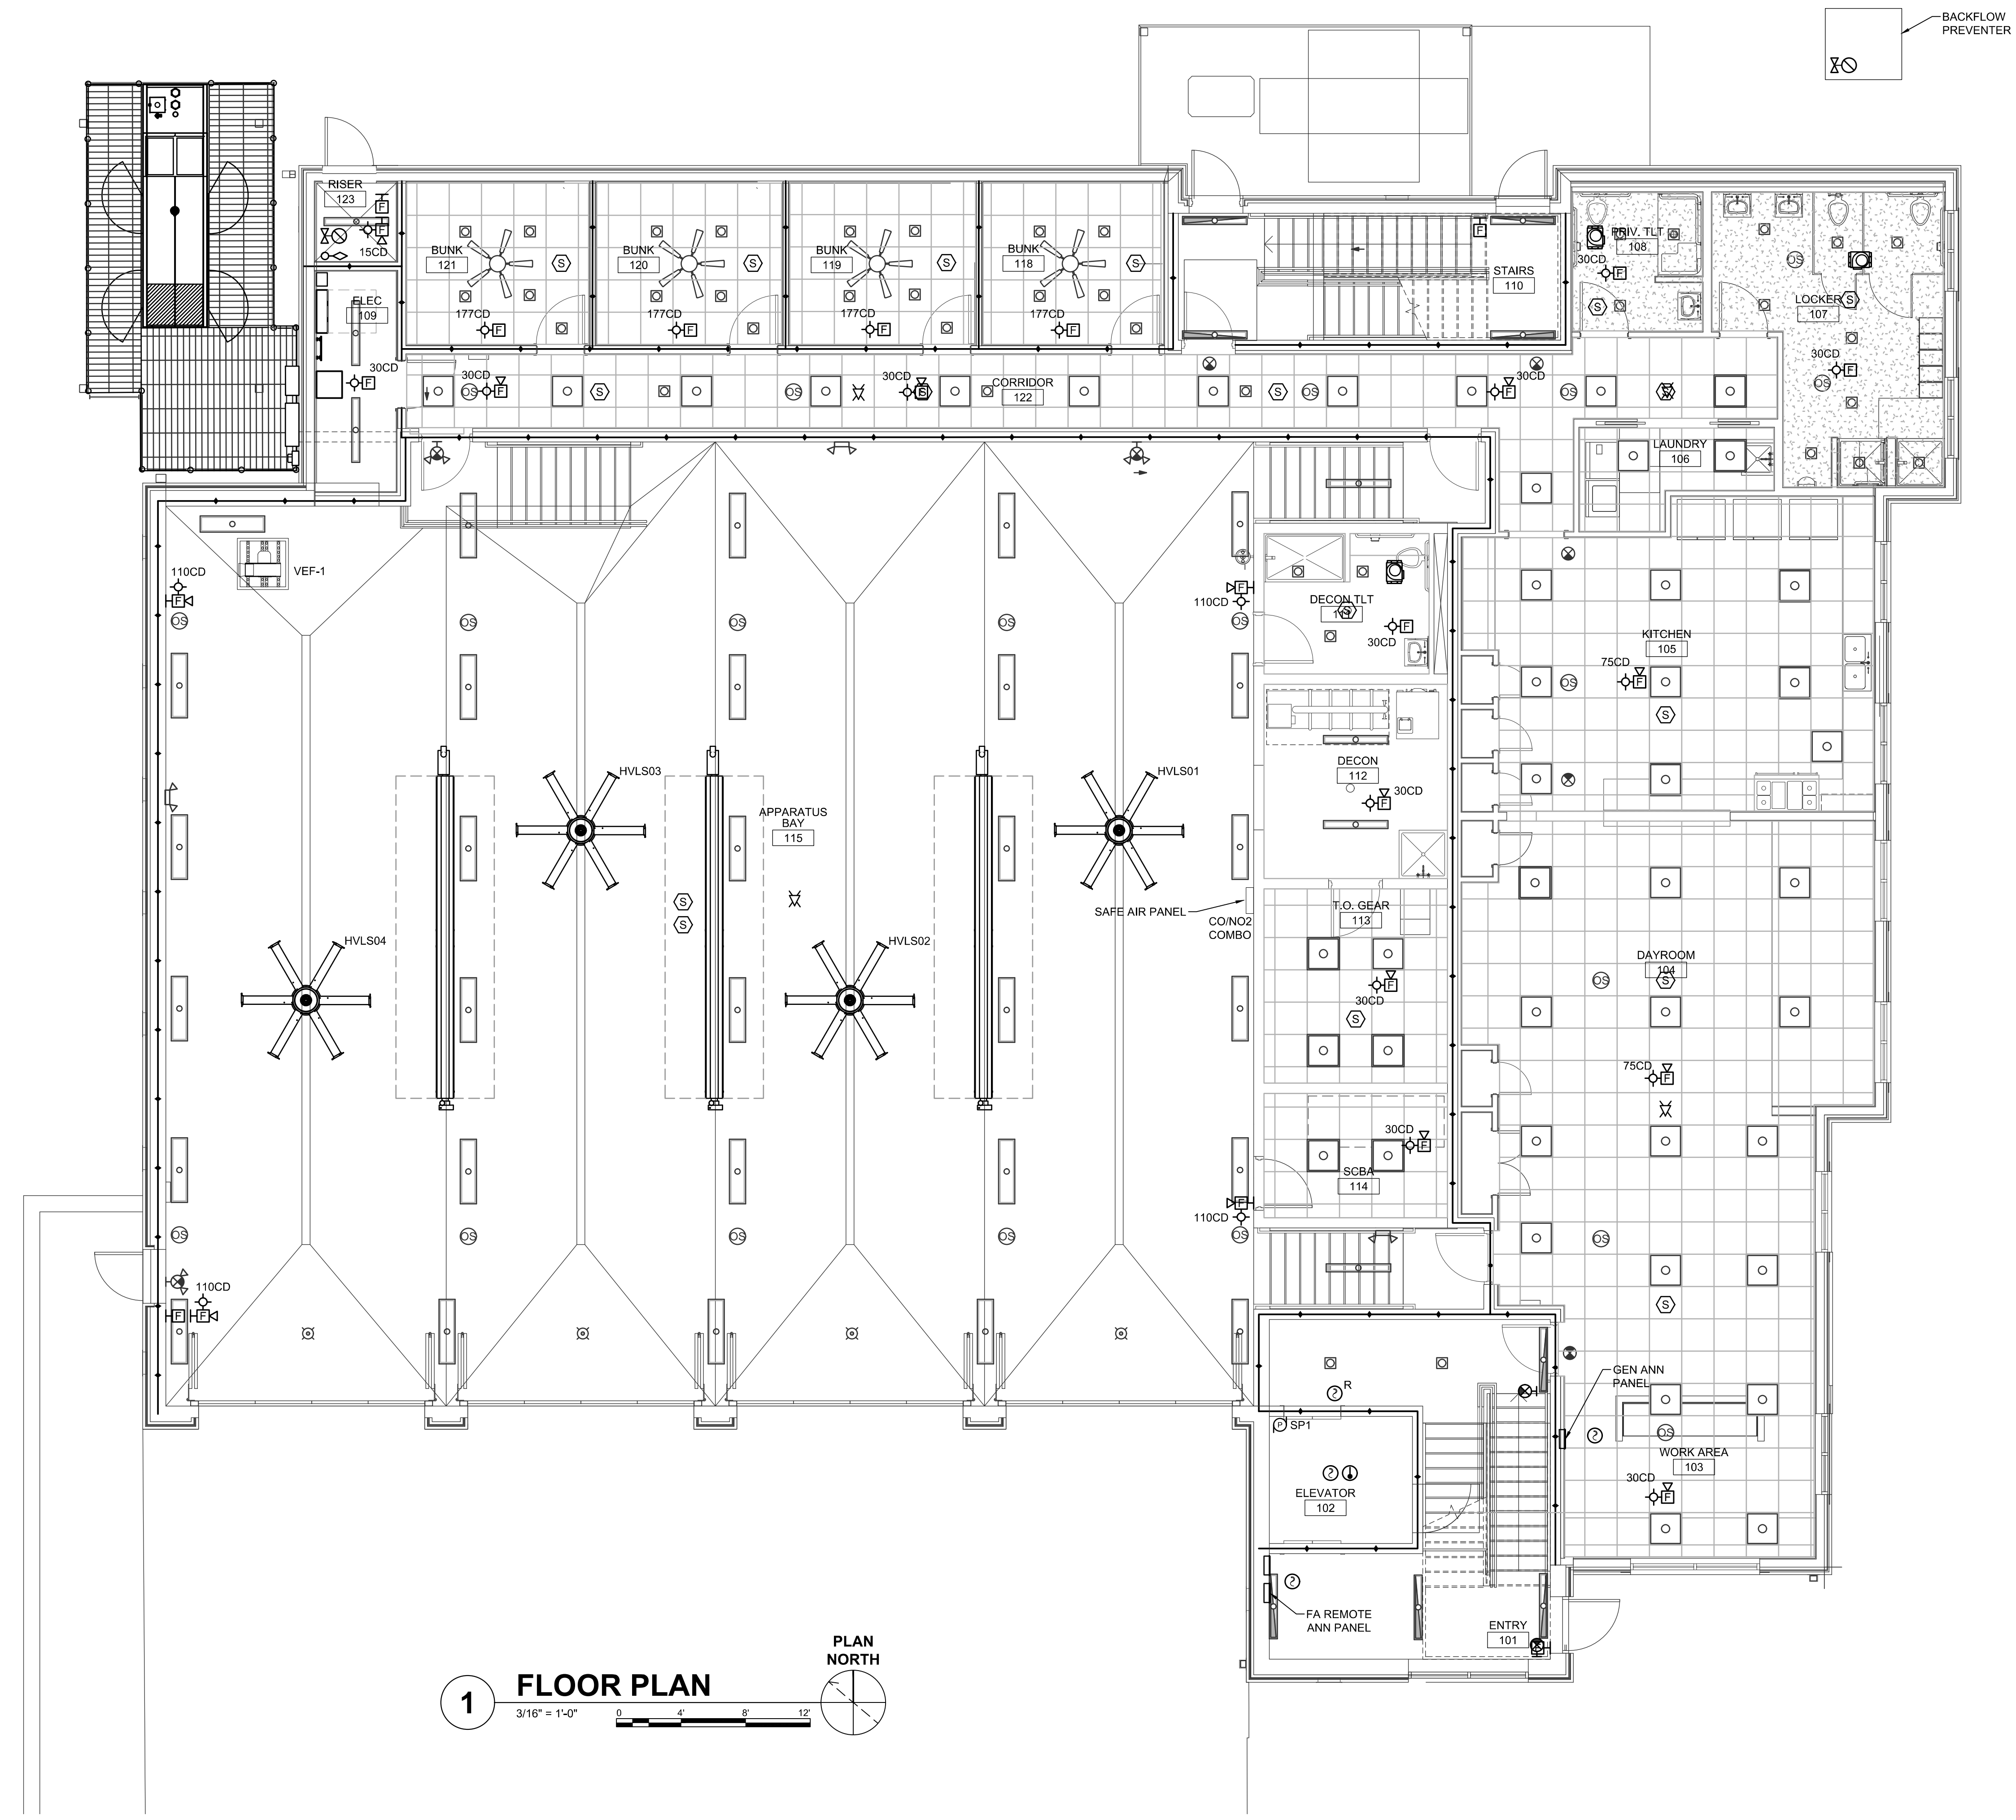 BACKFLOW
PREVENTER
RISER
123
15CD
BUNK
121
177CD
BUNK
120
177CD
BUNK
119
177CD
BUNK
118
177CD
STAIRS
110
PRIV. TLT
108
30CD
LOCKER
107
30CD
ELEC
109
30CD
30CD
30CD
CORRIDOR
122
30CD
LAUNDRY
106
VEF-1
110CD
110CD
DECON TLT
30CD
KITCHEN
105
75CD
HVLS03
HVLS01
APPARATUS
BAY
115
DECON
112
30CD
SAFE AIR PANEL
CO/NO2
COMBO
T.O. GEAR
113
30CD
HVLS04
HVLS02
DAYROOM
104
75CD
30CD
SCBA
114
110CD
110CD
R
SP1
GEN ANN
PANEL
WORK AREA
103
30CD
ELEVATOR
102
FA REMOTE
ANN PANEL
ENTRY
101
1
FLOOR PLAN
3/16" = 1'-0"
0 4' 8' 12'
PLAN
NORTH